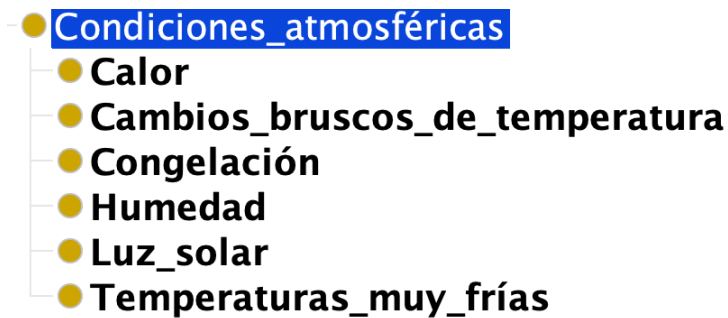 Condiciones_atmosféricas
Calor
Cambios_bruscos_de_temperatura
Congelación
Humedad
Luz_solar
Temperaturas_muy_frías